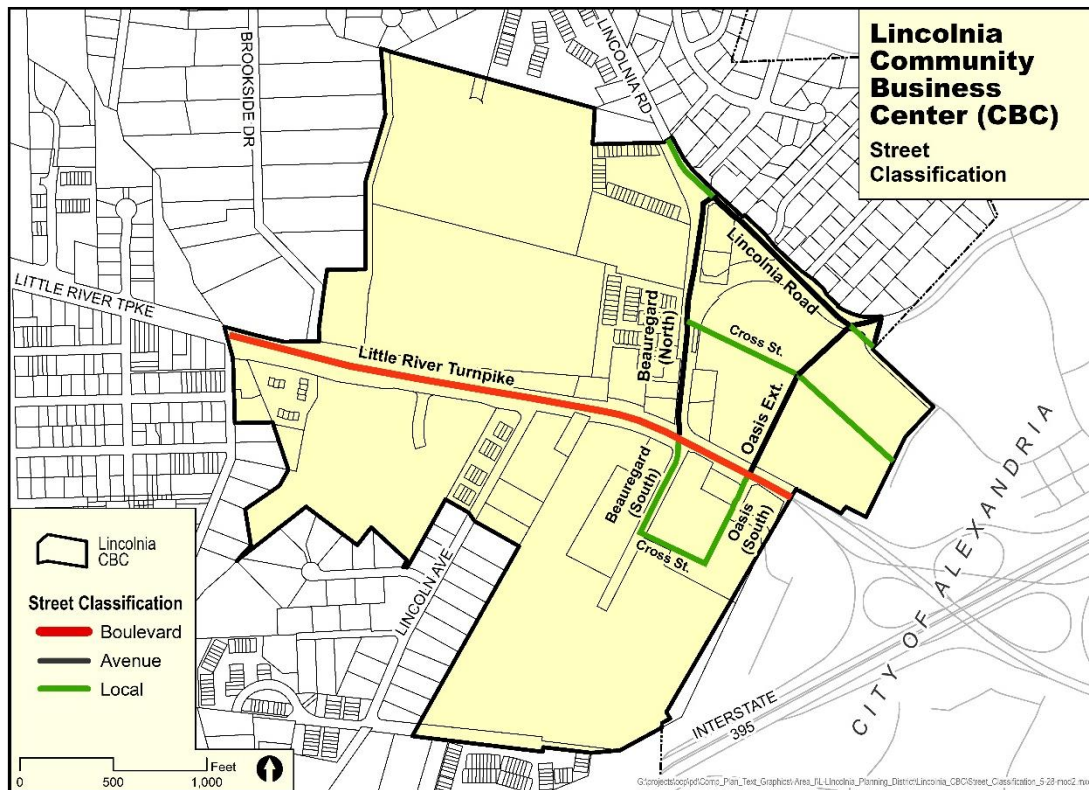 Lincolnia
Community
Business
Center (CBC)
Street
Classification
BROOKSIDE DR
LINCOLNIA RD
Lincolnia Road
LITTLE RIVER TPKE
Beauregard
(North)
Cross St.
Little River Turnpike
Oasis Ext.
Beauregard
(South)
Oasis
(South)
Cross St.
LINCOLN AVE
CITY OF ALEXANDRIA
INTERSTATE
395
Lincolnia
CBC
Street Classification
Boulevard
Avenue
Local
Feet
0 500 1,000